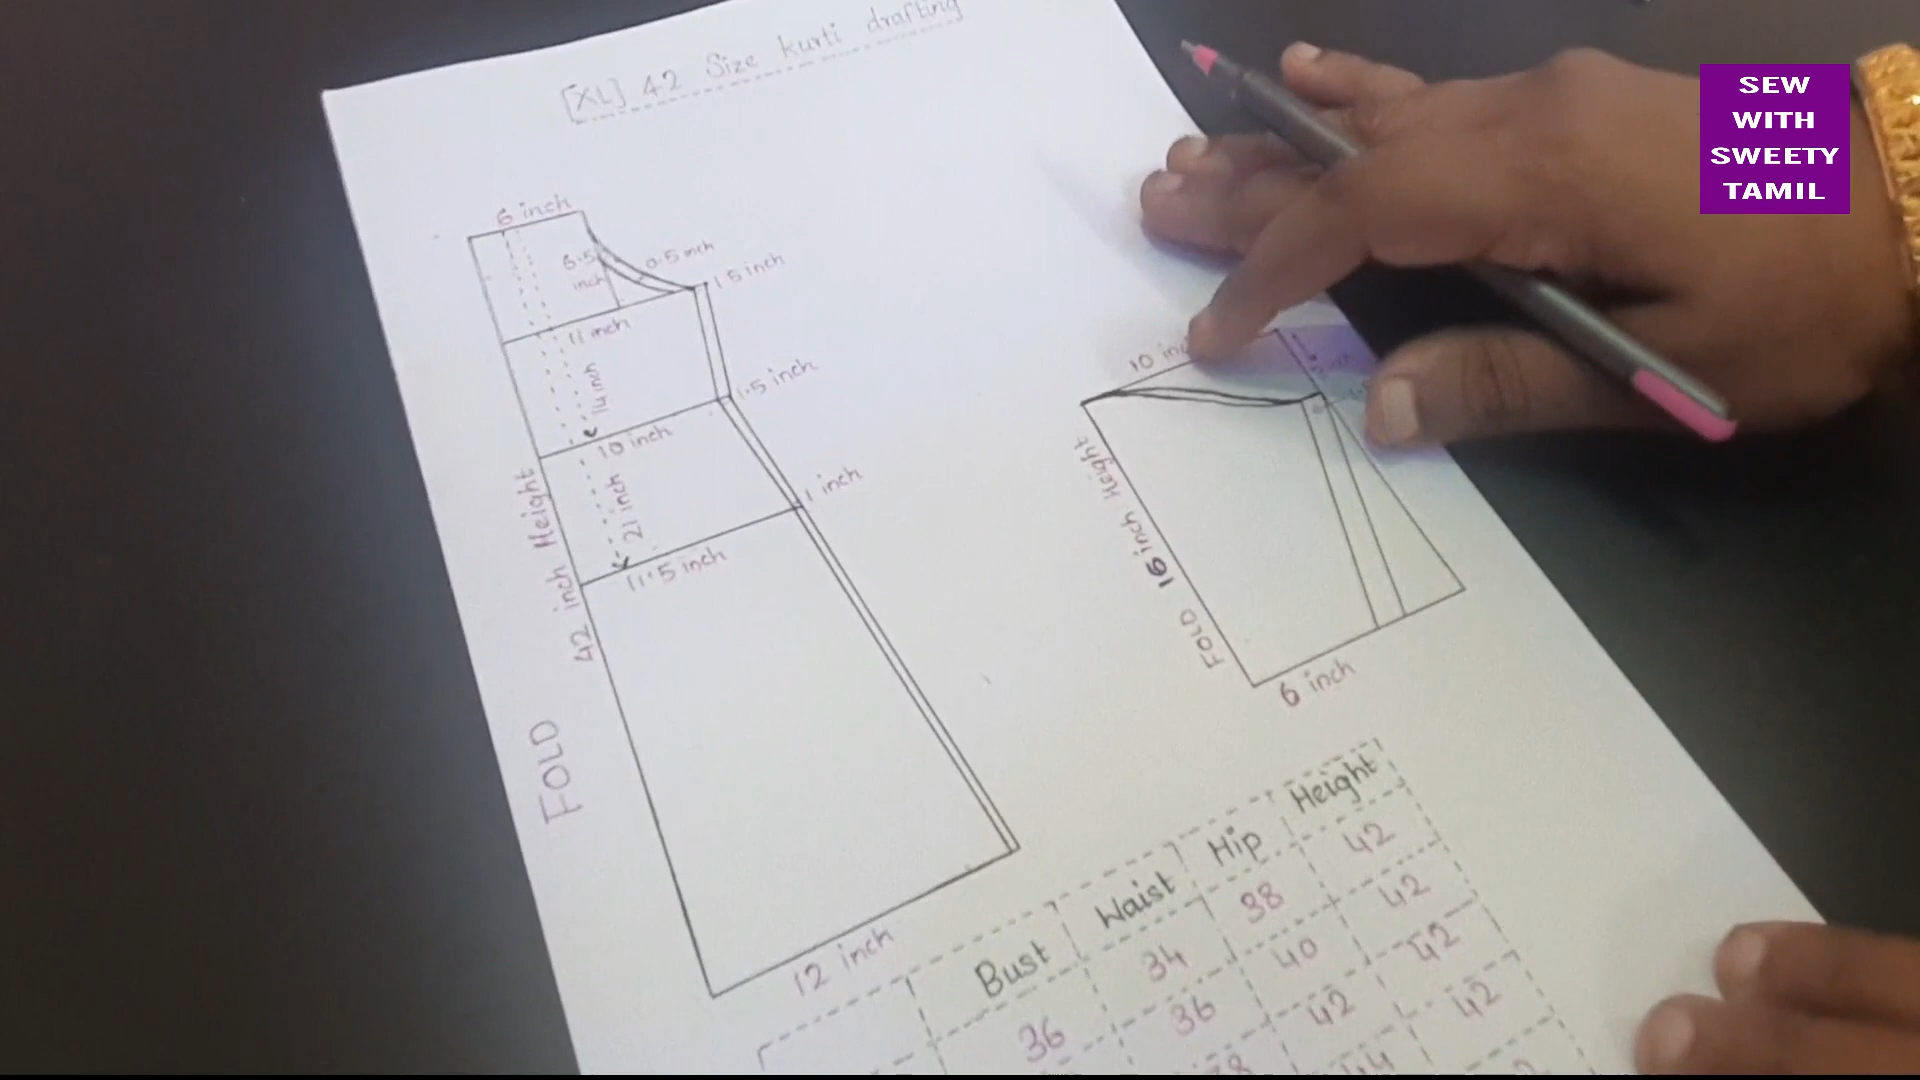 [XL] 42 Size kurti drafting
SEW
WITH
SWEETY
TAMIL
6 inch
6.5
inch
0.5 inch
1.5 inch
11 inch
14 inch
1.5 inch
10 inch
21 inch
1 inch
11.5 inch
42 inch Height
FOLD
12 inch
10 inc
FOLD 16 inch Height
6 inch
Bust Waist Hip Height
36 34 38 42
36 40 42
42 42
42